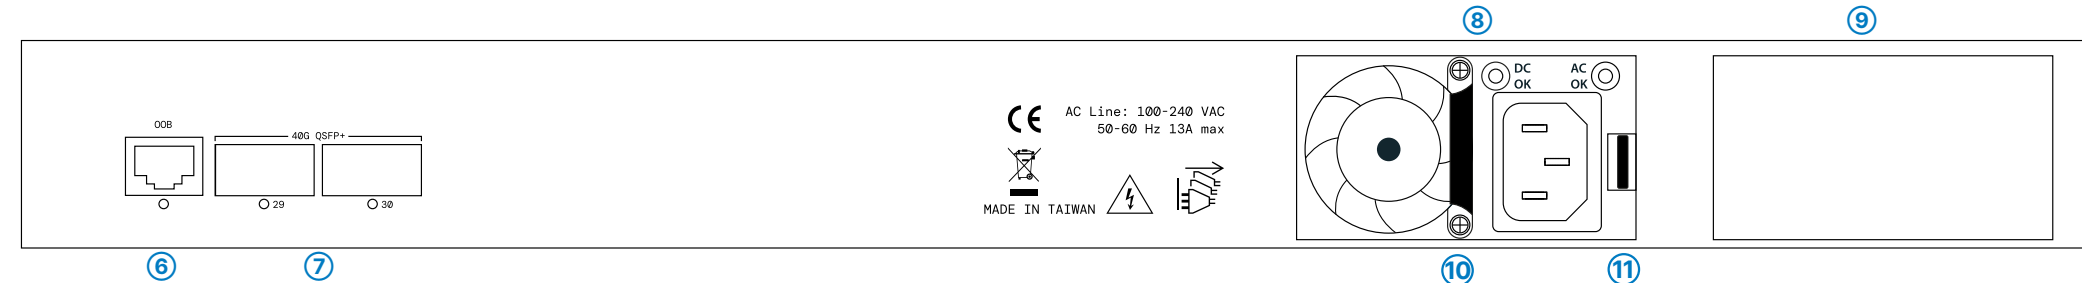 ⑧ ⑨
DC OK
AC OK
OOB
40G QSFP+
29 30
CE
AC Line: 100-240 VAC
50-60 Hz 13A max
MADE IN TAIWAN
⑥ ⑦ ⑩ ⑪